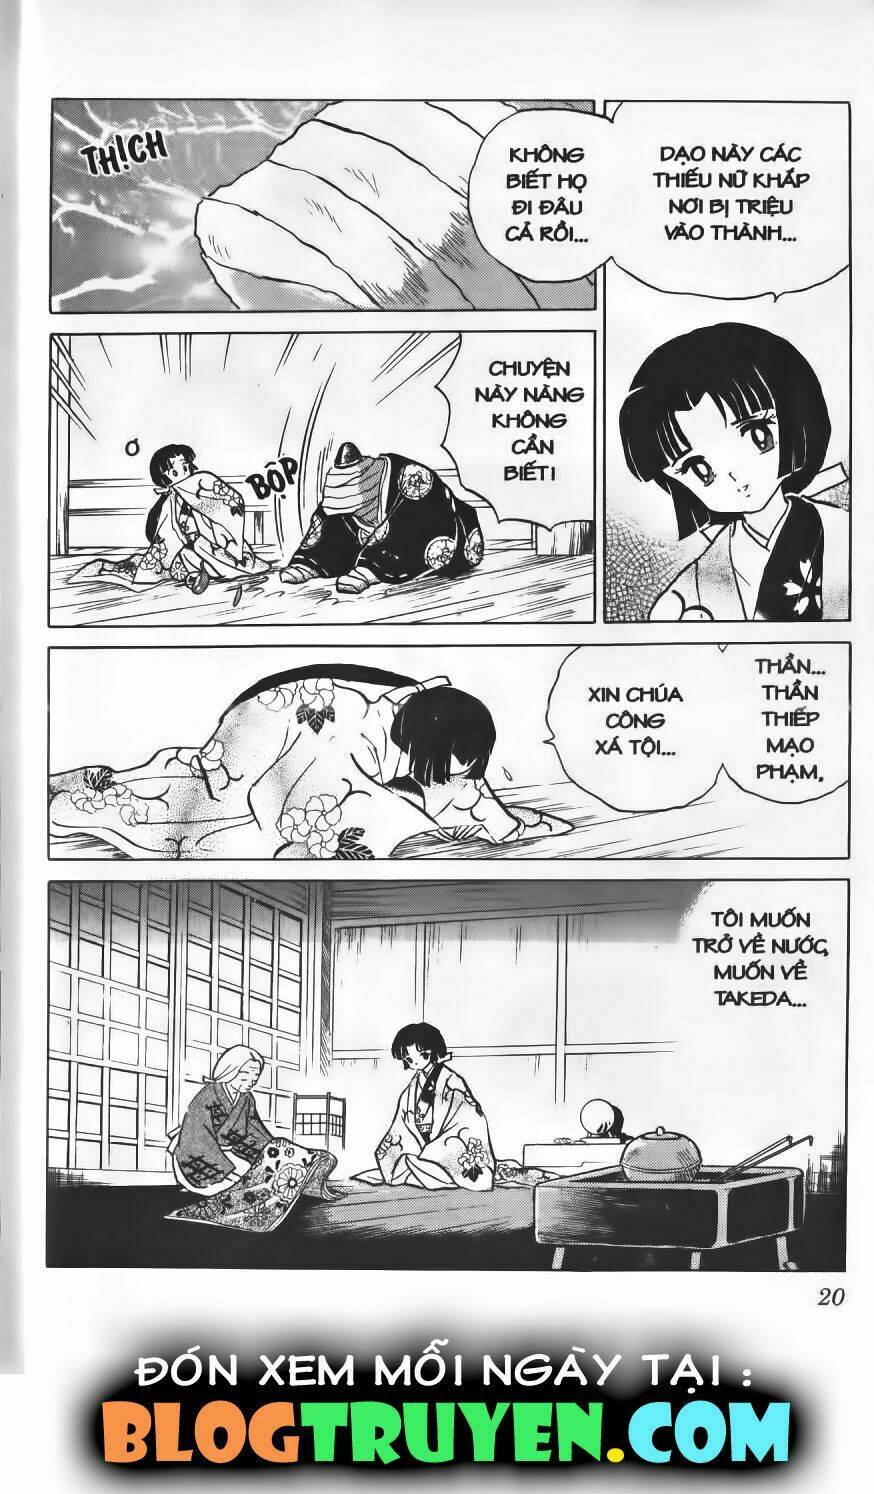 DẠO NÀY CÁC
THIẾU NỮ KHẮP
NƠI BỊ TRIỆU
VÀO THÀNH...
KHÔNG
BIẾT HỌ
ĐI ĐÂU
CẢ RỒI...
THỊCH
CHUYỆN
NÀY NÀNG
KHÔNG
CẦN
BIẾT!
BỘP
Ơ
THẦN...
THẦN
THIẾP
MẠO
PHẠM,
XIN CHÚA
CÔNG
XÁ TỘI...
TÔI MUỐN
TRỞ VỀ NƯỚC,
MUỐN VỀ
TAKEDA...
20
ĐÓN XEM MỖI NGÀY TẠI :
BLOGTRUYEN.COM